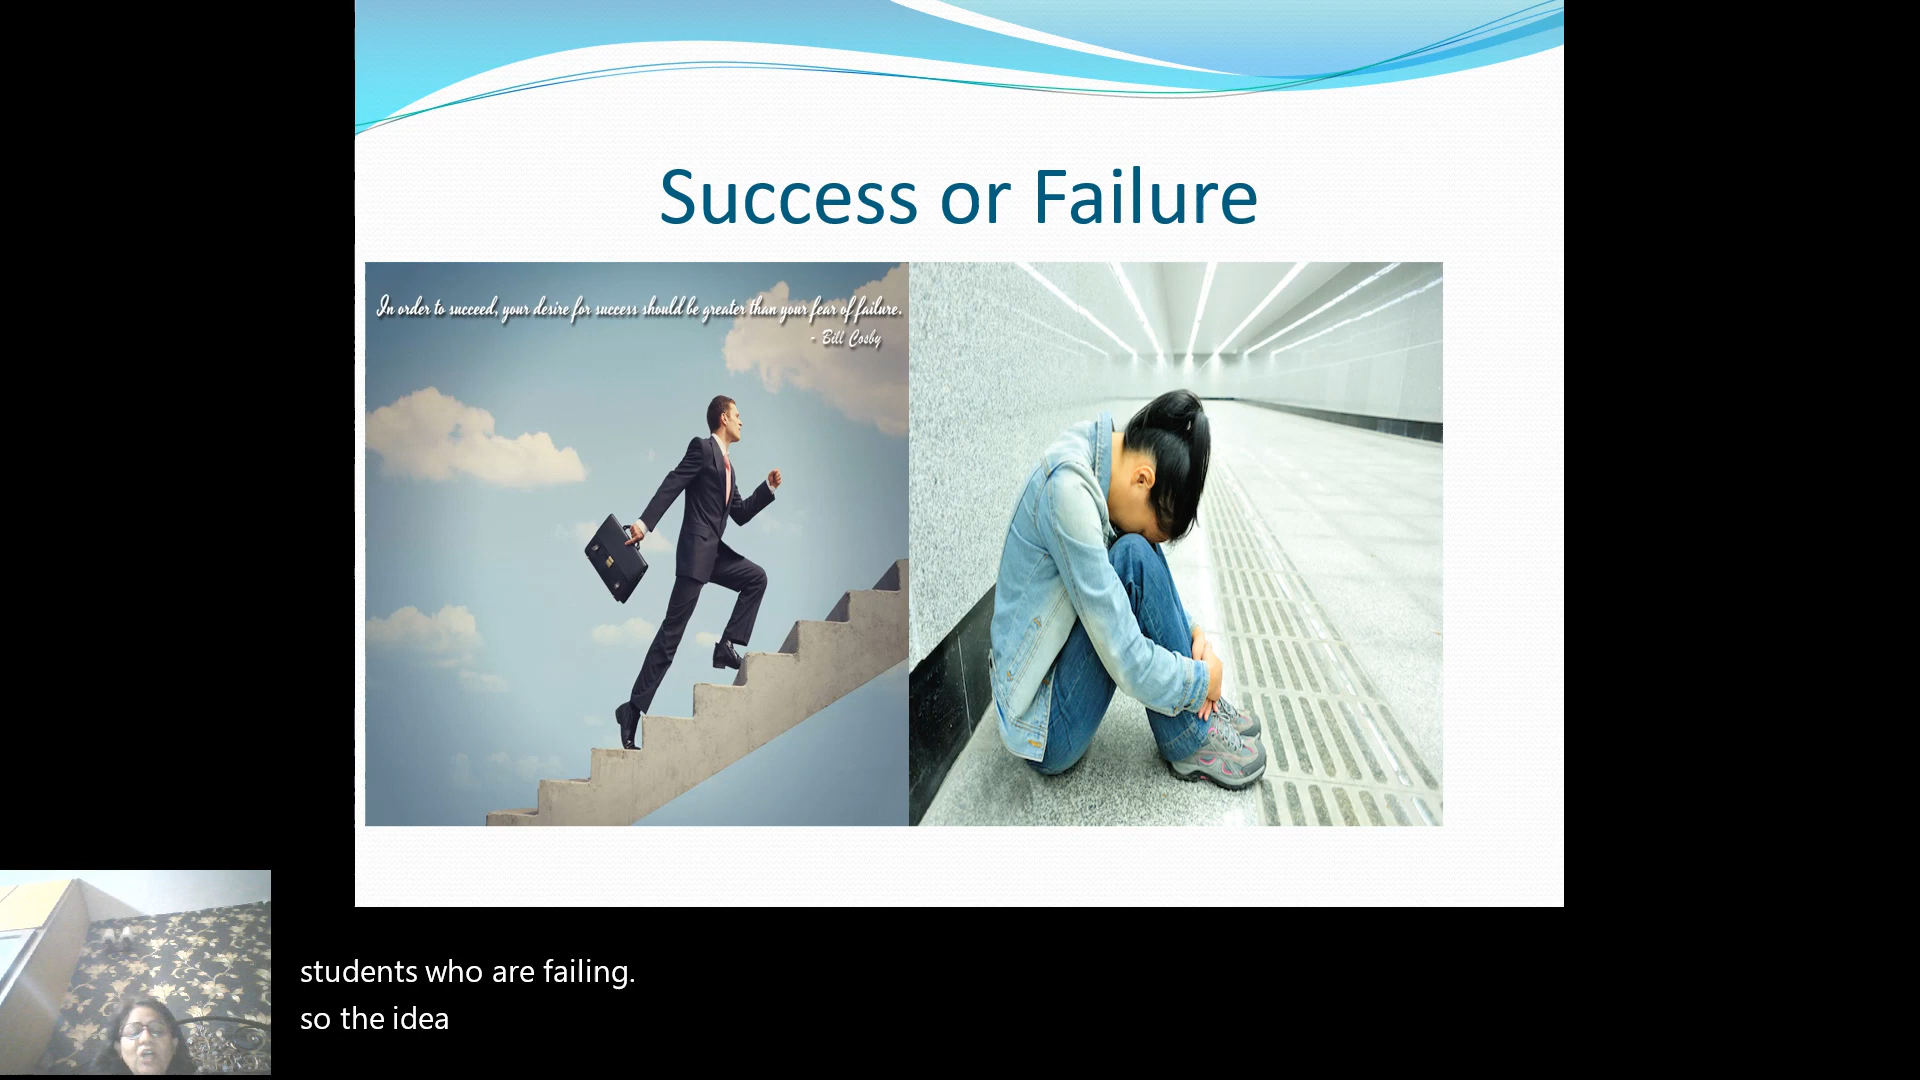 Success or Failure
In order to succeed, your desire for success should be greater than your fear of failure.
- Bill Cosby
students who are failing.
so the idea